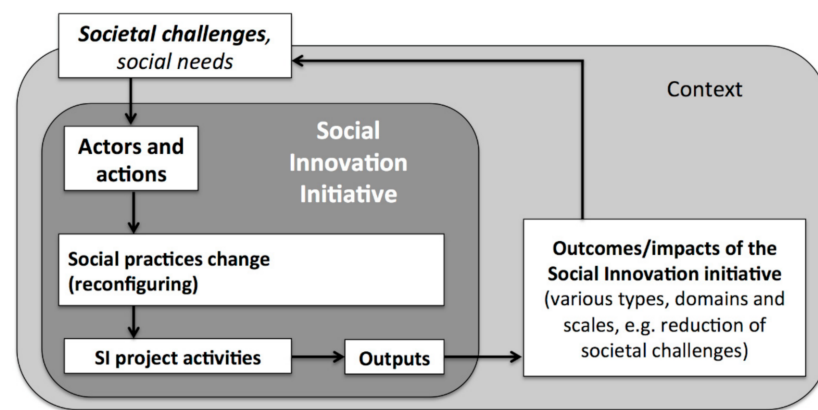 Societal challenges,
social needs
Context
Social
Innovation
Initiative
Actors and
actions
Social practices change
(reconfiguring)
SI project activities
Outputs
Outcomes/impacts of the
Social Innovation initiative
(various types, domains and
scales, e.g. reduction of
societal challenges)